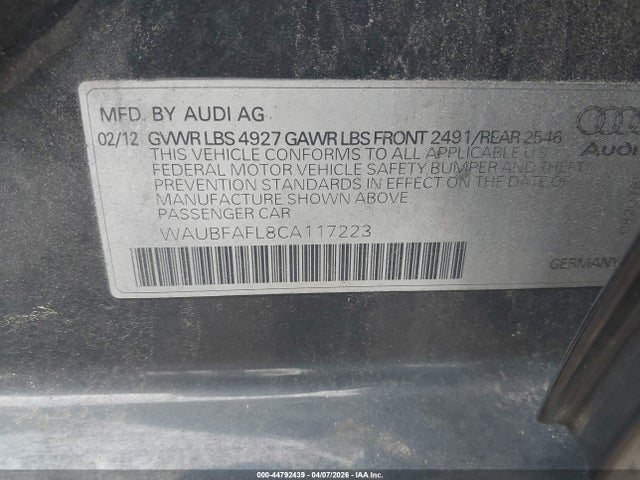 MFD. BY AUDI AG
02/12 GVWR LBS 4927 GAWR LBS FRONT 2491/REAR 2546
THIS VEHICLE CONFORMS TO ALL APPLICABLE U.S.
FEDERAL MOTOR VEHICLE SAFETY BUMPER AND THEFT
PREVENTION STANDARDS IN EFFECT ON THE DATE OF
MANUFACTURE SHOWN ABOVE.
PASSENGER CAR
WAUBFAFL8CA117223
Audi
GERMANY
000-44792439 | 04/07/2026 | IAA, Inc.